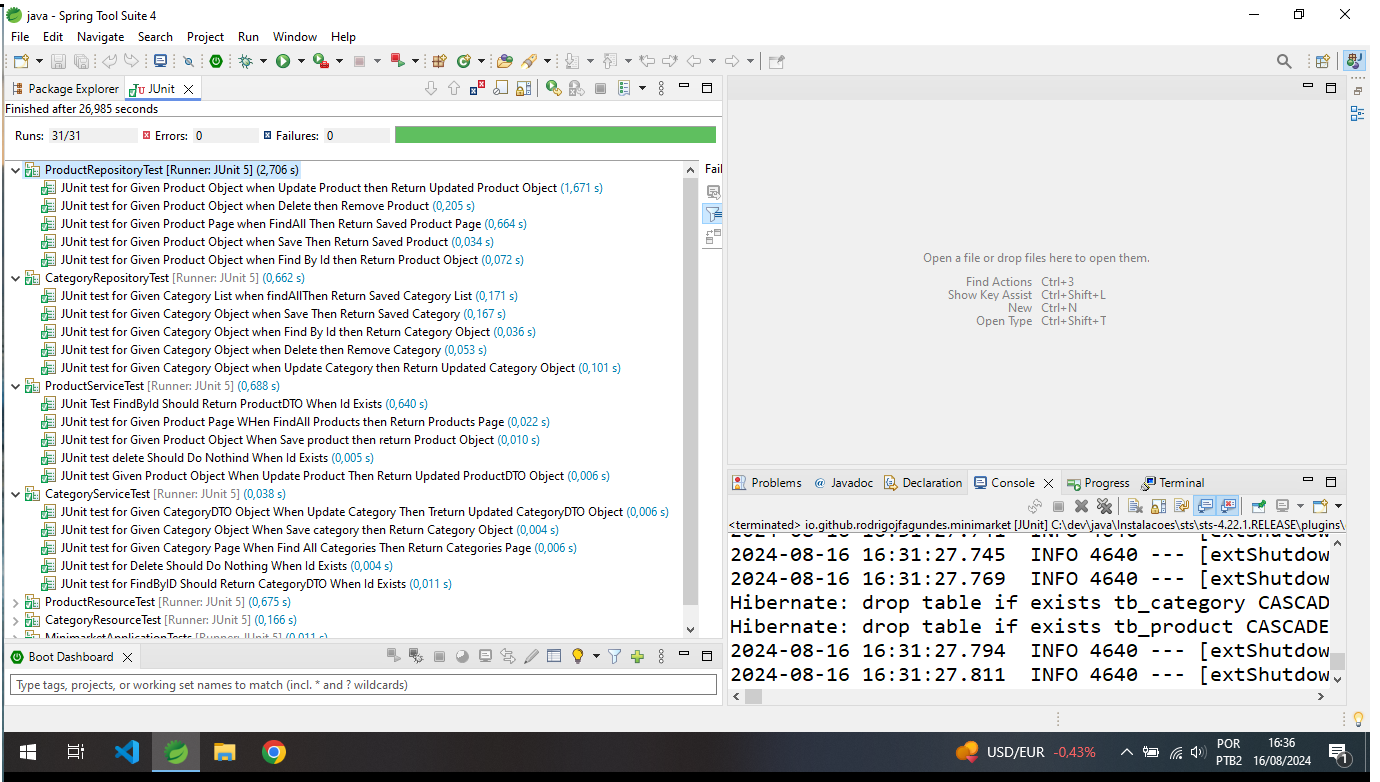 java - Spring Tool Suite 4
File Edit Navigate Search Project Run Window Help
Package Explorer JUnit
Finished after 26,985 seconds
Runs: 31/31 Errors: 0 Failures: 0
ProductRepositoryTest [Runner: JUnit 5] (2,706 s)
JUnit test for Given Product Object when Update Product then Return Updated Product Object (1,671 s)
JUnit test for Given Product Object when Delete then Remove Product (0,205 s)
JUnit test for Given Product Page when FindAll Then Return Saved Product Page (0,664 s)
JUnit test for Given Product Object when Save Then Return Saved Product (0,034 s)
JUnit test for Given Product Object when Find By Id then Return Product Object (0,072 s)
CategoryRepositoryTest [Runner: JUnit 5] (0,662 s)
JUnit test for Given Category List when findAllThen Return Saved Category List (0,171 s)
JUnit test for Given Category Object when Save Then Return Saved Category (0,167 s)
JUnit test for Given Category Object when Find By Id then Return Category Object (0,036 s)
JUnit test for Given Category Object when Delete then Remove Category (0,053 s)
JUnit test for Given Category Object when Update Category then Return Updated Category Object (0,101 s)
ProductServiceTest [Runner: JUnit 5] (0,688 s)
JUnit Test FindById Should Return ProductDTO When Id Exists (0,640 s)
JUnit test for Given Product Page WHen FindAll Products then Return Products Page (0,022 s)
JUnit test for Given Product Object When Save product then return Product Object (0,010 s)
JUnit test delete Should Do Nothind When Id Exists (0,005 s)
JUnit test Given Product Object When Update Product Then Return Updated ProductDTO Object (0,006 s)
CategoryServiceTest [Runner: JUnit 5] (0,038 s)
JUnit test for Given CategoryDTO Object When Update Category Then Treturn Updated CategoryDTO Object (0,006 s)
JUnit test for Given Category Object When Save category then Return Category Object (0,004 s)
JUnit test for Given Category Page When Find All Categories Then Return Categories Page (0,006 s)
JUnit test for Delete Should Do Nothing When Id Exists (0,004 s)
JUnit test for FindByID Should Return CategoryDTO When Id Exists (0,011 s)
ProductResourceTest [Runner: JUnit 5] (0,675 s)
CategoryResourceTest [Runner: JUnit 5] (0,166 s)
MinimarketApplicationTests [Runner: JUnit 5] (0,011 s)
Fail
Boot Dashboard
Type tags, projects, or working set names to match (incl. * and ? wildcards)
Open a file or drop files here to open them.
Find Actions Ctrl+3
Show Key Assist Ctrl+Shift+L
New Ctrl+N
Open Type Ctrl+Shift+T
Problems Javadoc Declaration Console Progress Terminal
<terminated> io.github.rodrigojfagundes.minimarket [JUnit] C:\dev\java\Instalacoes\sts\sts-4.22.1.RELEASE\plugins\
2024-08-16 16:31:27.741 INFO 4640 --- [extShutdow
2024-08-16 16:31:27.745 INFO 4640 --- [extShutdow
2024-08-16 16:31:27.769 INFO 4640 --- [extShutdow
Hibernate: drop table if exists tb_category CASCAD
Hibernate: drop table if exists tb_product CASCADE
2024-08-16 16:31:27.794 INFO 4640 --- [extShutdow
2024-08-16 16:31:27.811 INFO 4640 --- [extShutdow
USD/EUR -0,43%
POR
PTB2
16:36
16/08/2024
1